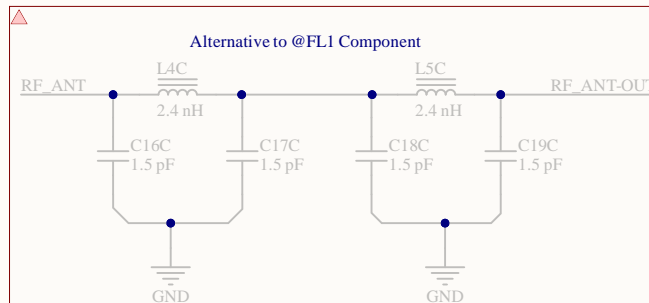 Alternative to @FL1 Component
L4C
L5C
RF_ANT
RF_ANT-OUT
2.4 nH
2.4 nH
C16C
C17C
C18C
C19C
1.5 pF
1.5 pF
1.5 pF
1.5 pF
GND
GND